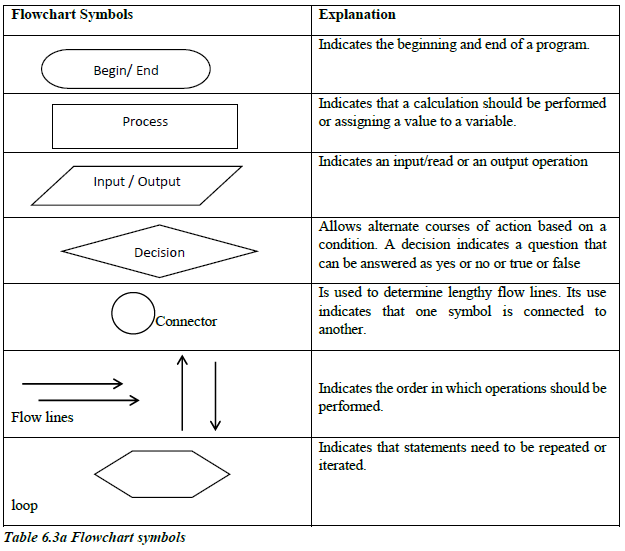 Flowchart Symbols
Explanation
Begin/ End
Indicates the beginning and end of a program.
Process
Indicates that a calculation should be performed
or assigning a value to a variable.
Input / Output
Indicates an input/read or an output operation
Decision
Allows alternate courses of action based on a
condition. A decision indicates a question that
can be answered as yes or no or true or false
Connector
Is used to determine lengthy flow lines. Its use
indicates that one symbol is connected to
another.
Flow lines
Indicates the order in which operations should be
performed.
loop
Indicates that statements need to be repeated or
iterated.
Table 6.3a Flowchart symbols